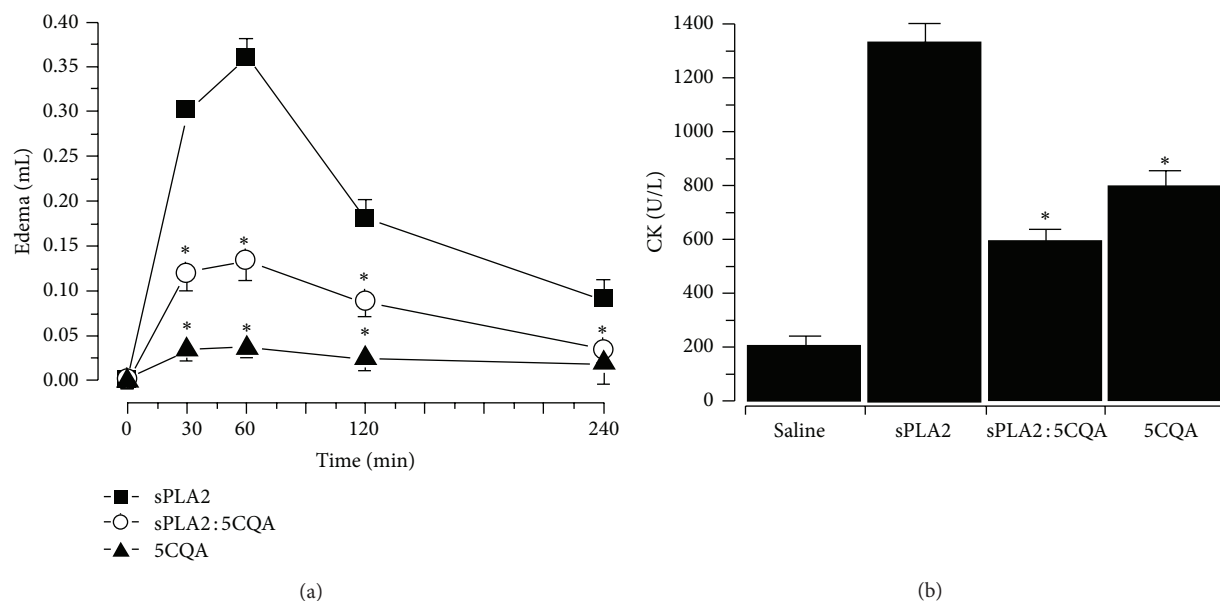 0.40
0.35
0.30
0.25
0.20
0.15
0.10
0.05
0.00
Edema (mL)
* *
*
*
* *
*
0 30 60 120 240
Time (min)
sPLA2
sPLA2:5CQA
5CQA
(a)
1400
1200
1000
800
600
400
200
0
CK (U/L)
*
*
Saline sPLA2 sPLA2:5CQA 5CQA
(b)